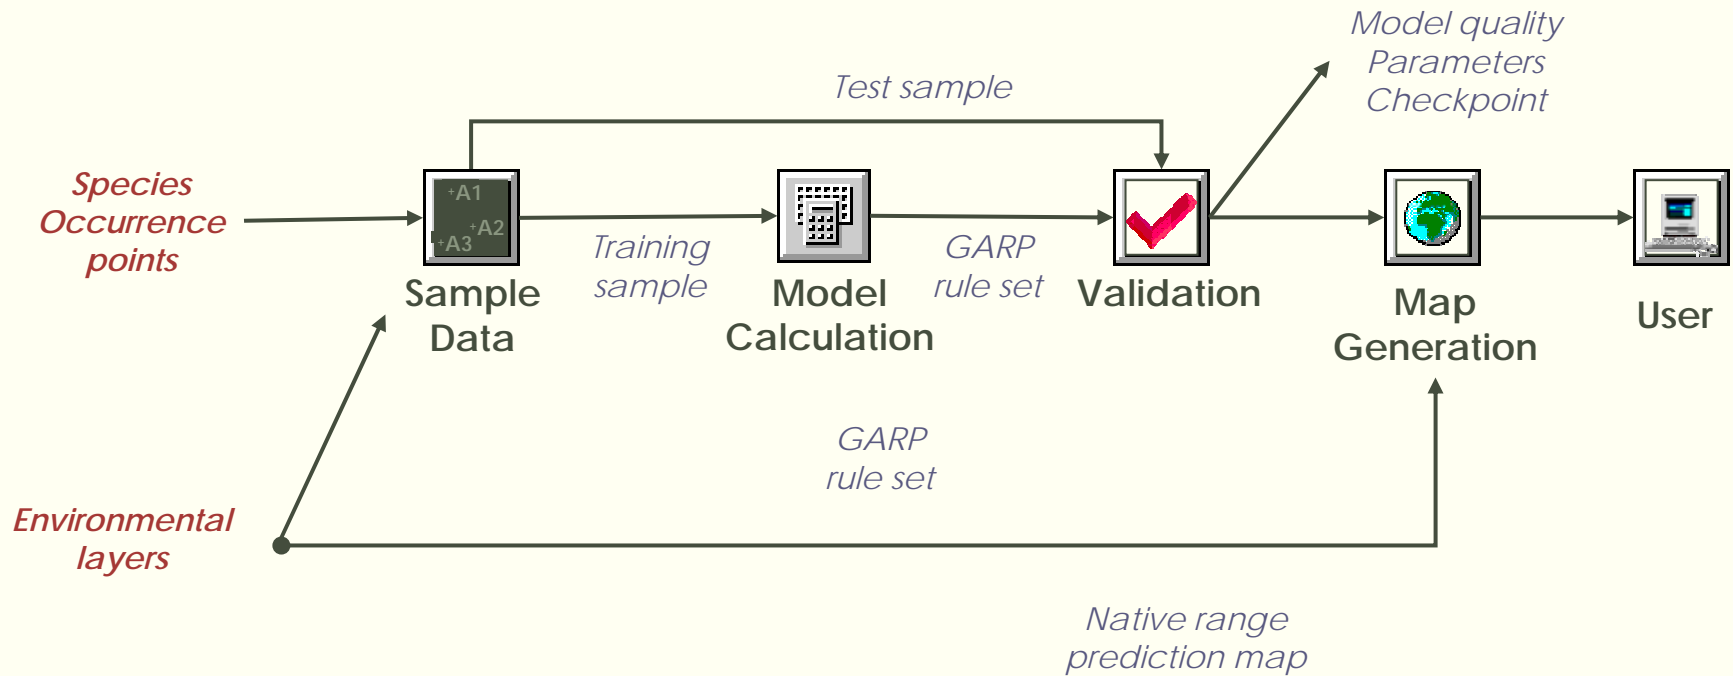 Model quality
Parameters
Checkpoint
Test sample
Species
Occurrence
points
+A1
+A2
+A3
Training
sample
GARP
rule set
Sample
Data
Model
Calculation
Validation
Map
Generation
User
GARP
rule set
Environmental
layers
Native range
prediction map